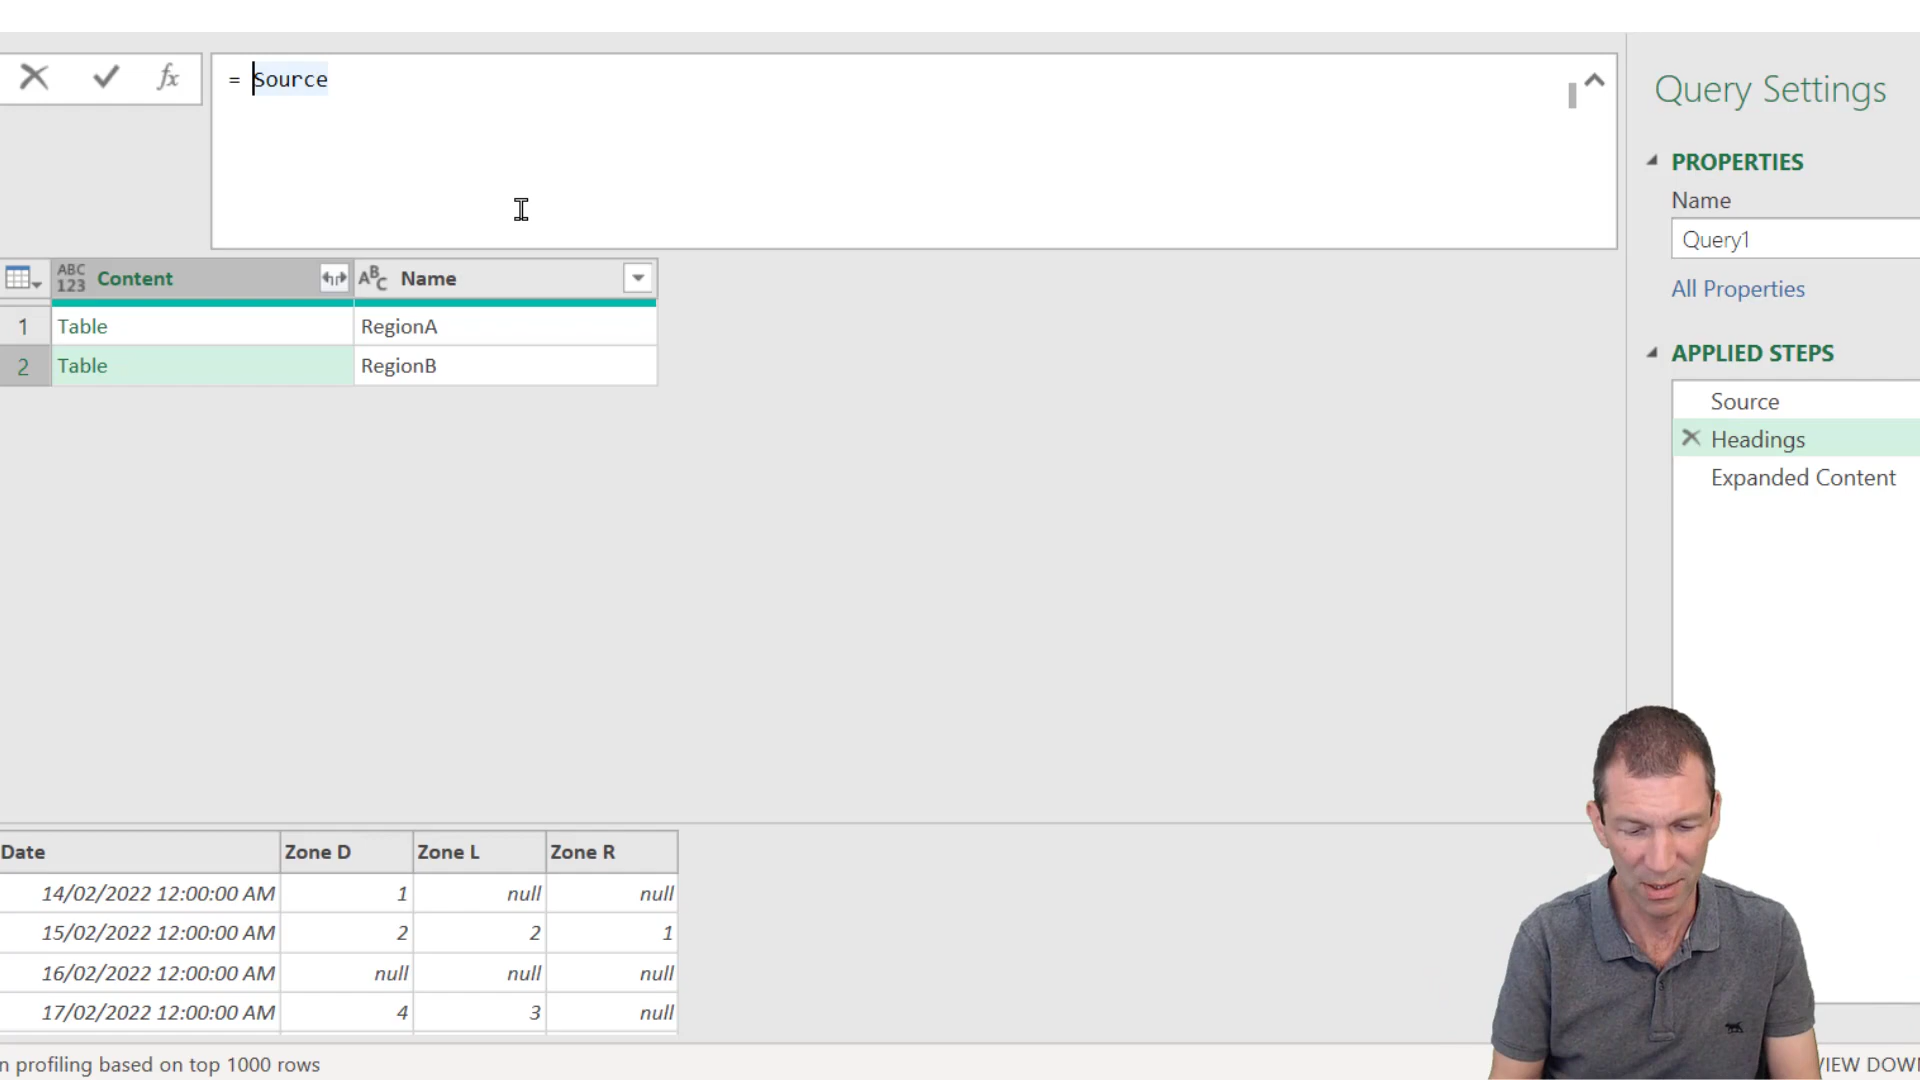 = Source
fx
Query Settings
PROPERTIES
Name
Query1
All Properties
APPLIED STEPS
Source
Headings
Expanded Content
ABC
123 Content ABC Name
1 Table RegionA
2 Table RegionB
Date Zone D Zone L Zone R
14/02/2022 12:00:00 AM 1 null null
15/02/2022 12:00:00 AM 2 2 1
16/02/2022 12:00:00 AM null null null
17/02/2022 12:00:00 AM 4 3 null
n profiling based on top 1000 rows
VIEW DOW